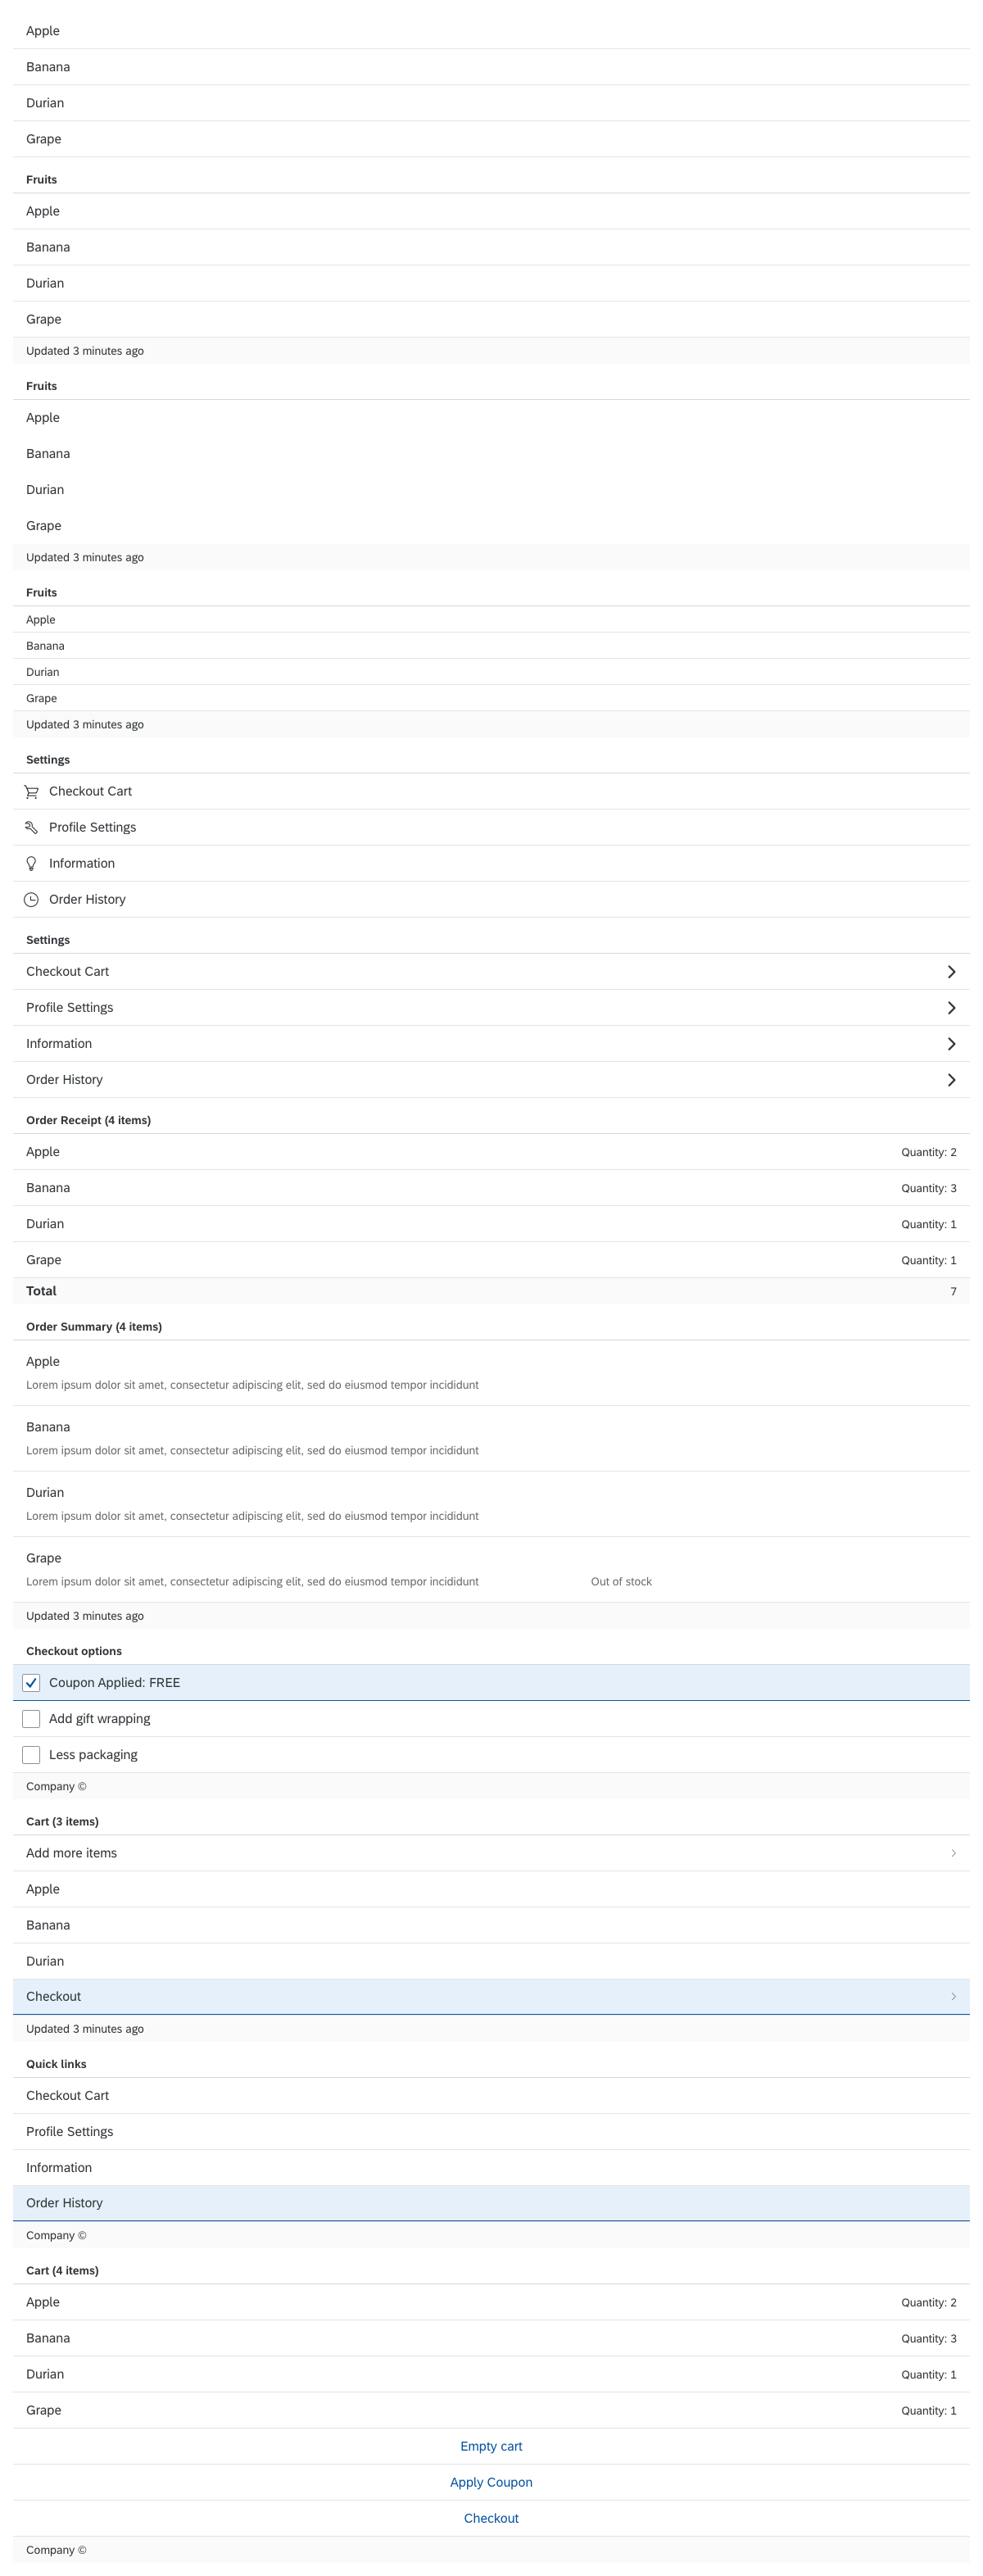 Apple
Banana
Durian
Grape
Fruits
Apple
Banana
Durian
Grape
Updated 3 minutes ago
Fruits
Apple
Banana
Durian
Grape
Updated 3 minutes ago
Fruits
Apple
Banana
Durian
Grape
Updated 3 minutes ago
Settings
Checkout Cart
Profile Settings
Information
Order History
Settings
Checkout Cart
Profile Settings
Information
Order History
Order Receipt (4 items)
Apple Quantity: 2
Banana Quantity: 3
Durian Quantity: 1
Grape Quantity: 1
Total 7
Order Summary (4 items)
Apple
Lorem ipsum dolor sit amet, consectetur adipiscing elit, sed do eiusmod tempor incididunt
Banana
Lorem ipsum dolor sit amet, consectetur adipiscing elit, sed do eiusmod tempor incididunt
Durian
Lorem ipsum dolor sit amet, consectetur adipiscing elit, sed do eiusmod tempor incididunt
Grape
Lorem ipsum dolor sit amet, consectetur adipiscing elit, sed do eiusmod tempor incididunt Out of stock
Updated 3 minutes ago
Checkout options
Coupon Applied: FREE
Add gift wrapping
Less packaging
Company ©
Cart (3 items)
Add more items
Apple
Banana
Durian
Checkout
Updated 3 minutes ago
Quick links
Checkout Cart
Profile Settings
Information
Order History
Company ©
Cart (4 items)
Apple Quantity: 2
Banana Quantity: 3
Durian Quantity: 1
Grape Quantity: 1
Empty cart
Apply Coupon
Checkout
Company ©